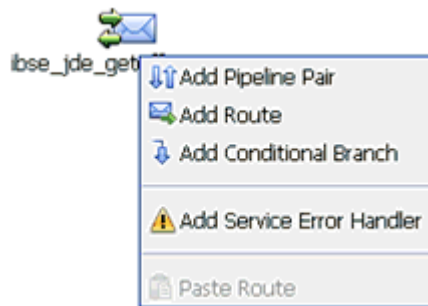 ibse_jde_get
Add Pipeline Pair
Add Route
Add Conditional Branch
Add Service Error Handler
Paste Route